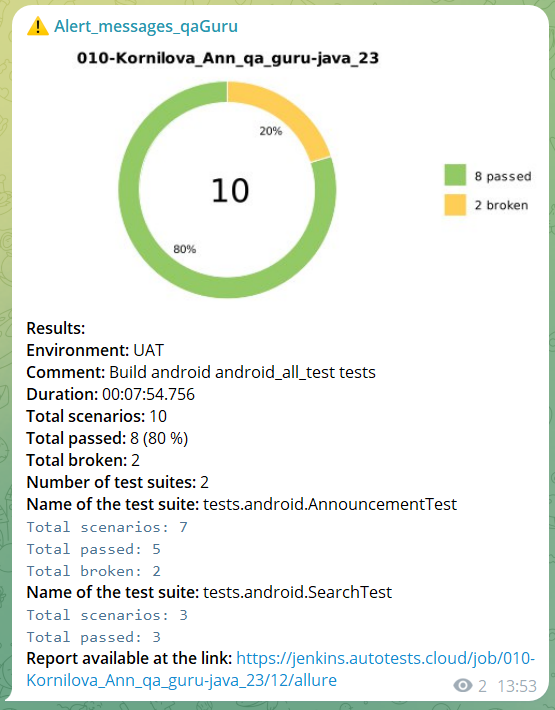 Alert_messages_qaGuru
010-Kornilova_Ann_qa_guru-java_23
20%
10
80%
8 passed
2 broken
Results:
Environment: UAT
Comment: Build android android_all_test tests
Duration: 00:07:54.756
Total scenarios: 10
Total passed: 8 (80 %)
Total broken: 2
Number of test suites: 2
Name of the test suite: tests.android.AnnouncementTest
Total scenarios: 7
Total passed: 5
Total broken: 2
Name of the test suite: tests.android.SearchTest
Total scenarios: 3
Total passed: 3
Report available at the link: https://jenkins.autotests.cloud/job/010-
Kornilova_Ann_qa_guru-java_23/12/allure
2 13:53